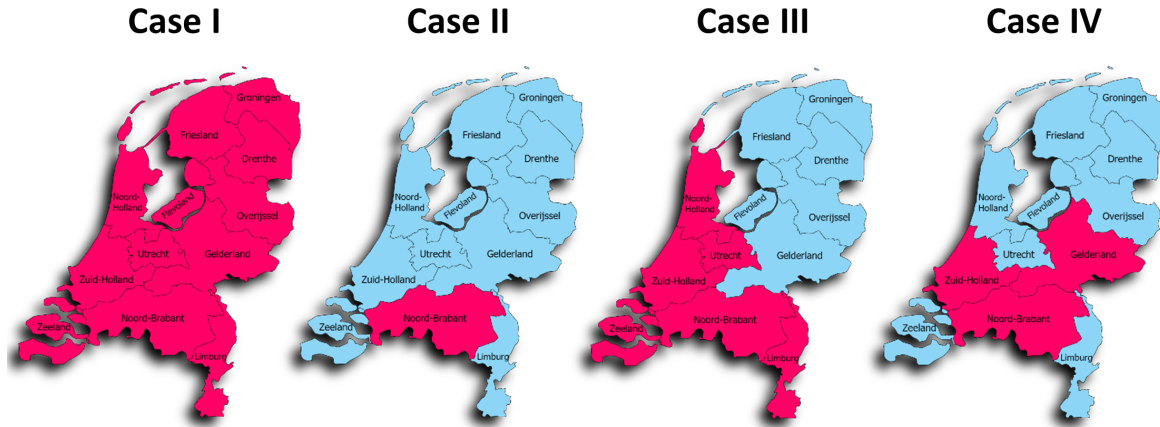 Case I
Case II
Case III
Case IV
Groningen
Friesland
Drenthe
Noord-
Holland
Flevoland
Overijssel
Utrecht
Gelderland
Zuid-Holland
Noord-Brabant
Zeeland
Limburg
Groningen
Friesland
Drenthe
Noord-
Holland
Flevoland
Overijssel
Utrecht
Gelderland
Zuid-Holland
Noord-Brabant
Zeeland
Limburg
Groningen
Friesland
Drenthe
Noord-
Holland
Flevoland
Overijssel
Utrecht
Gelderland
Zuid-Holland
Noord-Brabant
Zeeland
Limburg
Groningen
Friesland
Drenthe
Noord-
Holland
Flevoland
Overijssel
Utrecht
Gelderland
Zuid-Holland
Noord-Brabant
Zeeland
Limburg